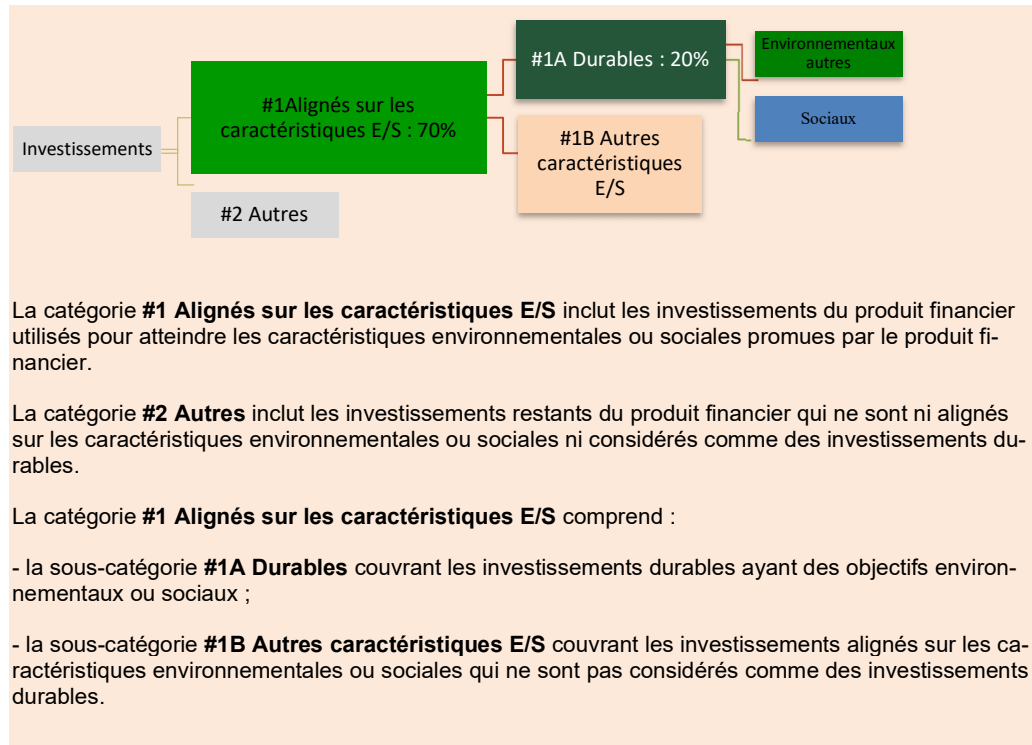 Investissements
#1Alignés sur les
caractéristiques E/S : 70%
#2 Autres
#1A Durables : 20%
#1B Autres
caractéristiques
E/S
Environnementaux
autres
Sociaux
La catégorie #1 Alignés sur les caractéristiques E/S inclut les investissements du produit financier
utilisés pour atteindre les caractéristiques environnementales ou sociales promues par le produit fi-
nancier.
La catégorie #2 Autres inclut les investissements restants du produit financier qui ne sont ni alignés
sur les caractéristiques environnementales ou sociales ni considérés comme des investissements du-
rables.
La catégorie #1 Alignés sur les caractéristiques E/S comprend :
- la sous-catégorie #1A Durables couvrant les investissements durables ayant des objectifs environ-
nementaux ou sociaux ;
- la sous-catégorie #1B Autres caractéristiques E/S couvrant les investissements alignés sur les ca-
ractéristiques environnementales ou sociales qui ne sont pas considérés comme des investissements
durables.